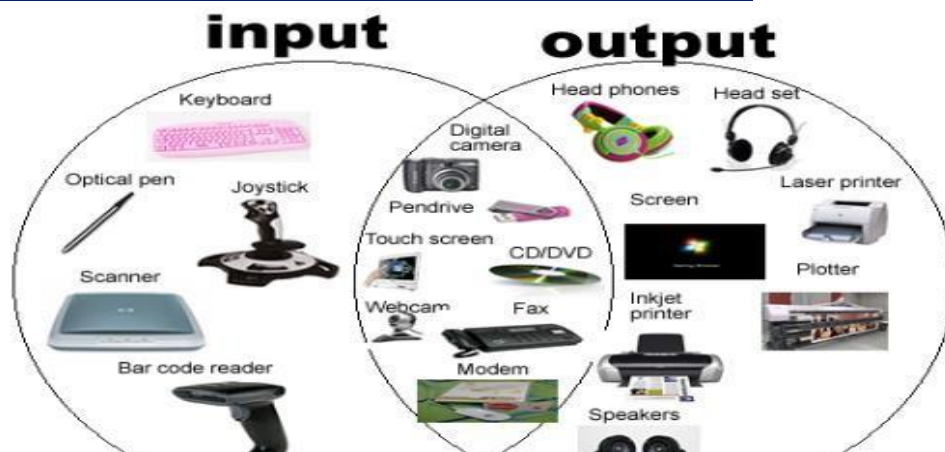 input
output
Keyboard
Optical pen
Joystick
Scanner
Bar code reader
Digital
camera
Pendrive
Touch screen
CD/DVD
Webcam
Fax
Modem
Head phones
Head set
Laser printer
Screen
Plotter
Inkjet
printer
Speakers